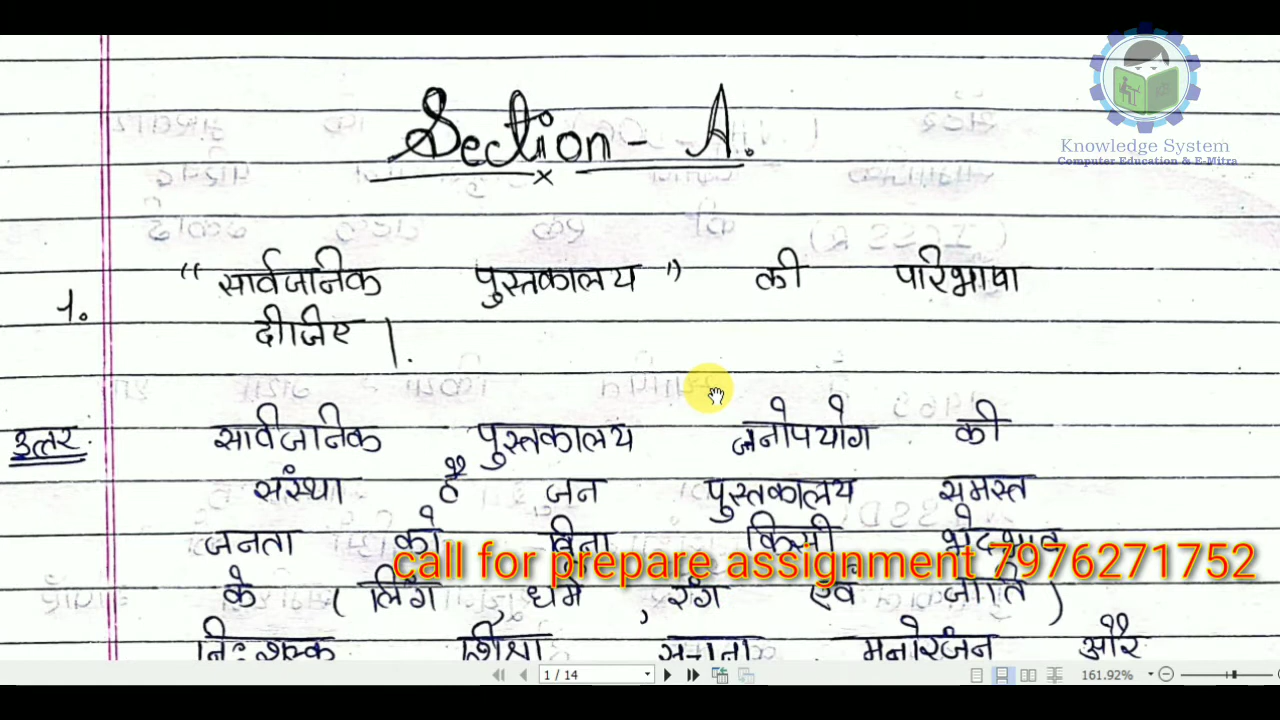 Knowledge System
Computer Education & E-Mitra
Section - A.
1. "सार्वजनिक पुस्तकालय" की परिभाषा
दीजिए।
उत्तर सार्वजनिक पुस्तकालय जनोपयोग की
संस्था है जन पुस्तकालय समस्त
जनता को बिना किसी भेदभाव
call for prepare assignment 7976271752
के (लिंग, धर्म, रंग एवं जाति)
निःशुल्क शिक्षा सूचना मनोरंजन और
1 / 14
161.92%